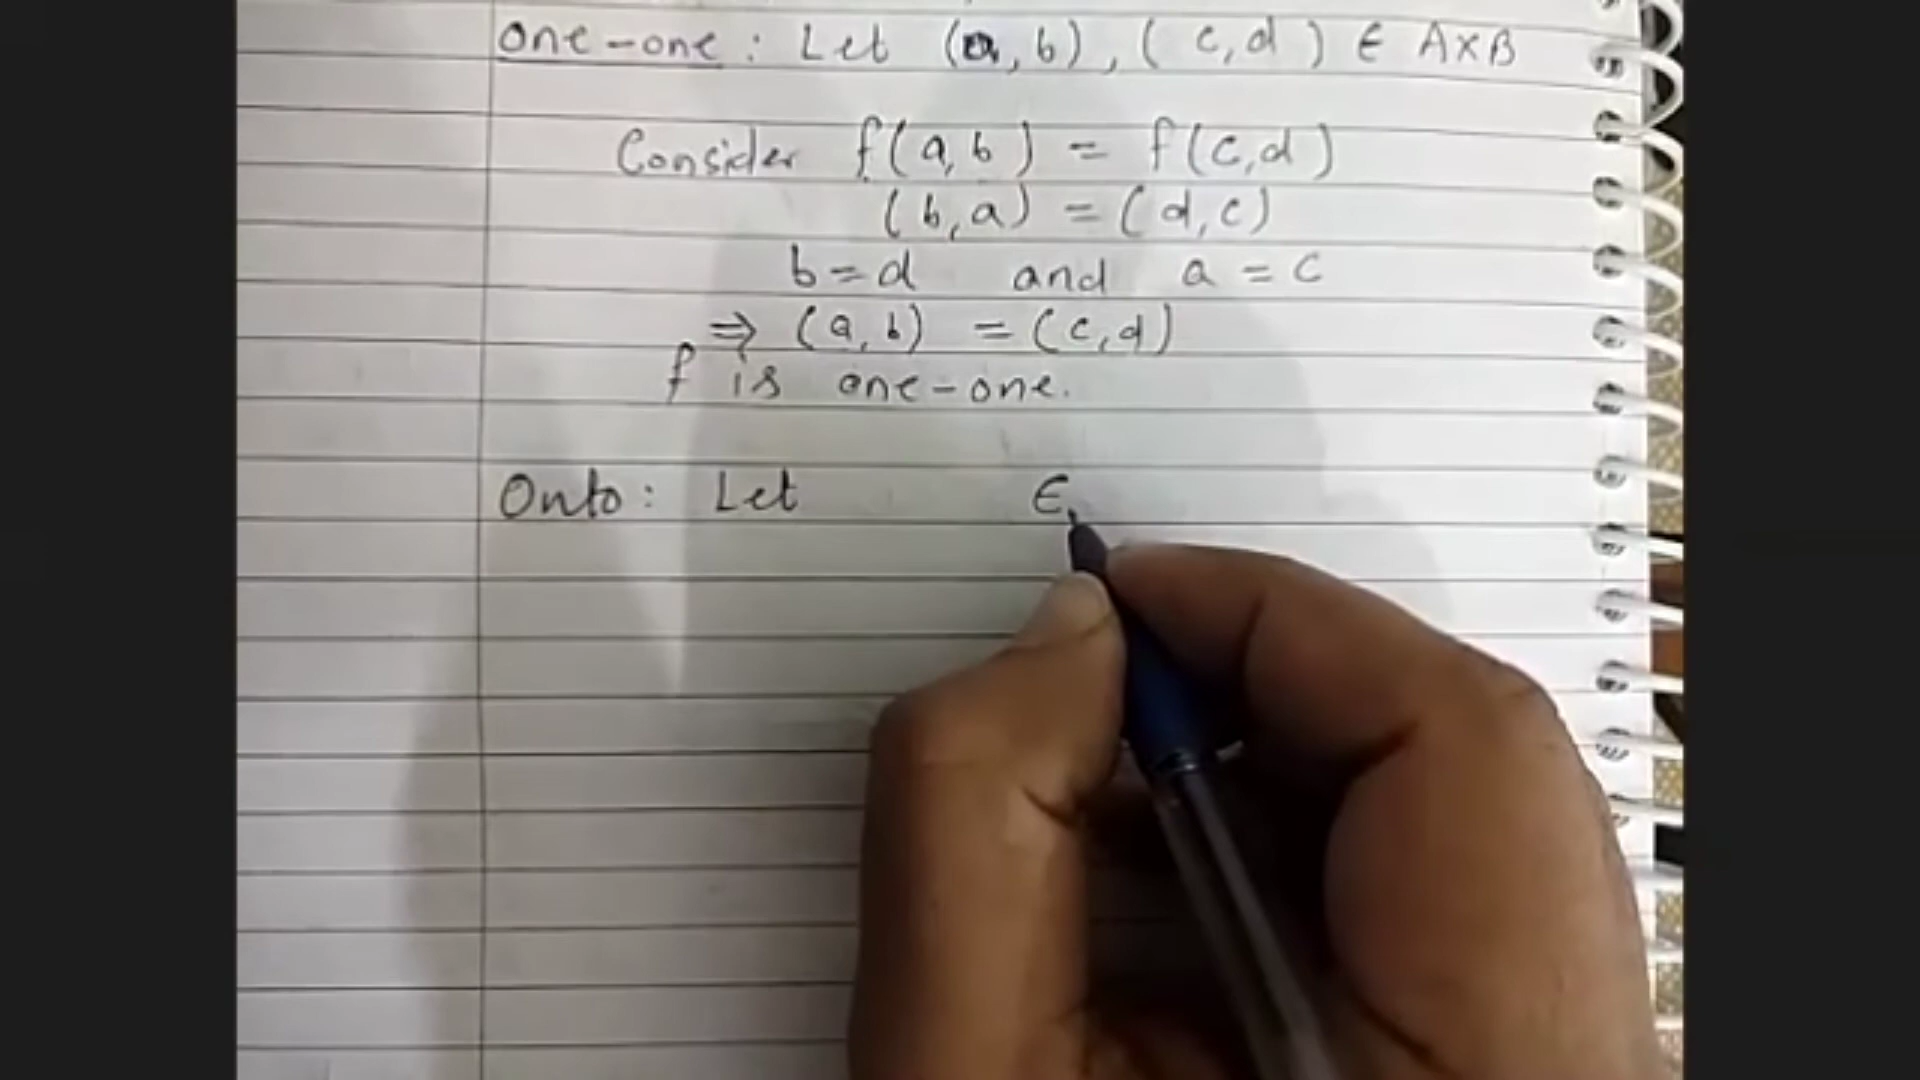 one-one: Let (a, b), (c, d) ∈ A×B
Consider f(a, b) = f(c, d)
(b, a) = (d, c)
b = d and a = c
⇒ (a, b) = (c, d)
f is one-one.
Onto: Let ∈